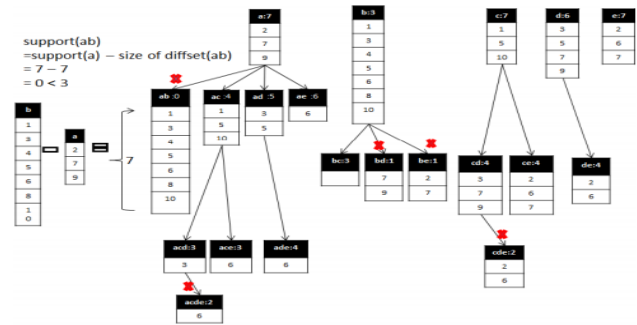 a:7
2
7
9
b:3
1
3
4
5
6
8
10
c:7
1
5
10
d:6
3
5
7
9
e:7
2
6
7
support(ab)
=support(a) – size of diffset(ab)
= 7 – 7
= 0 < 3
b
1
3
4
5
6
8
1
0
a
2
7
9
7
ab :0
1
3
4
5
6
8
10
ac :4
1
5
10
ad :5
3
5
ae :6
6
bc:3
bd:1
7
9
be:1
2
7
cd:4
3
7
9
ce:4
2
6
7
de:4
2
6
acd:3
3
ace:3
6
ade:4
6
cde:2
2
6
acde:2
6